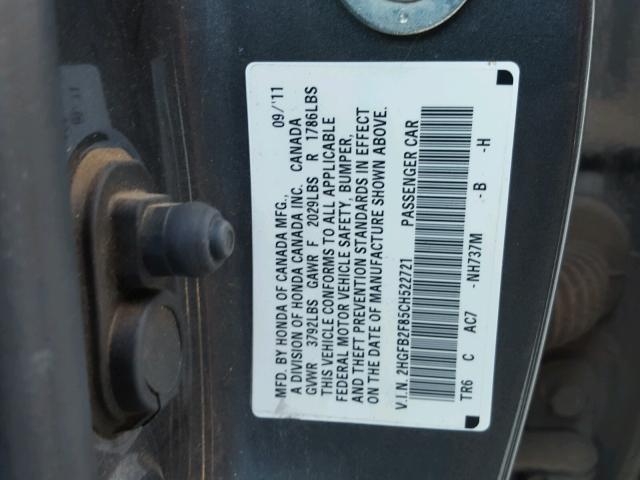 MFD. BY HONDA OF CANADA MFG., 09/'11
A DIVISION OF HONDA CANADA INC. CANADA
GVWR 3792LBS GAWR F 2029LBS R 1786LBS
THIS VEHICLE CONFORMS TO ALL APPLICABLE
FEDERAL MOTOR VEHICLE SAFETY, BUMPER,
AND THEFT PREVENTION STANDARDS IN EFFECT
ON THE DATE OF MANUFACTURE SHOWN ABOVE.
V.I.N. 2HGFB2F85CH522721 PASSENGER CAR
TR6 C AC7 -NH737M -B -H